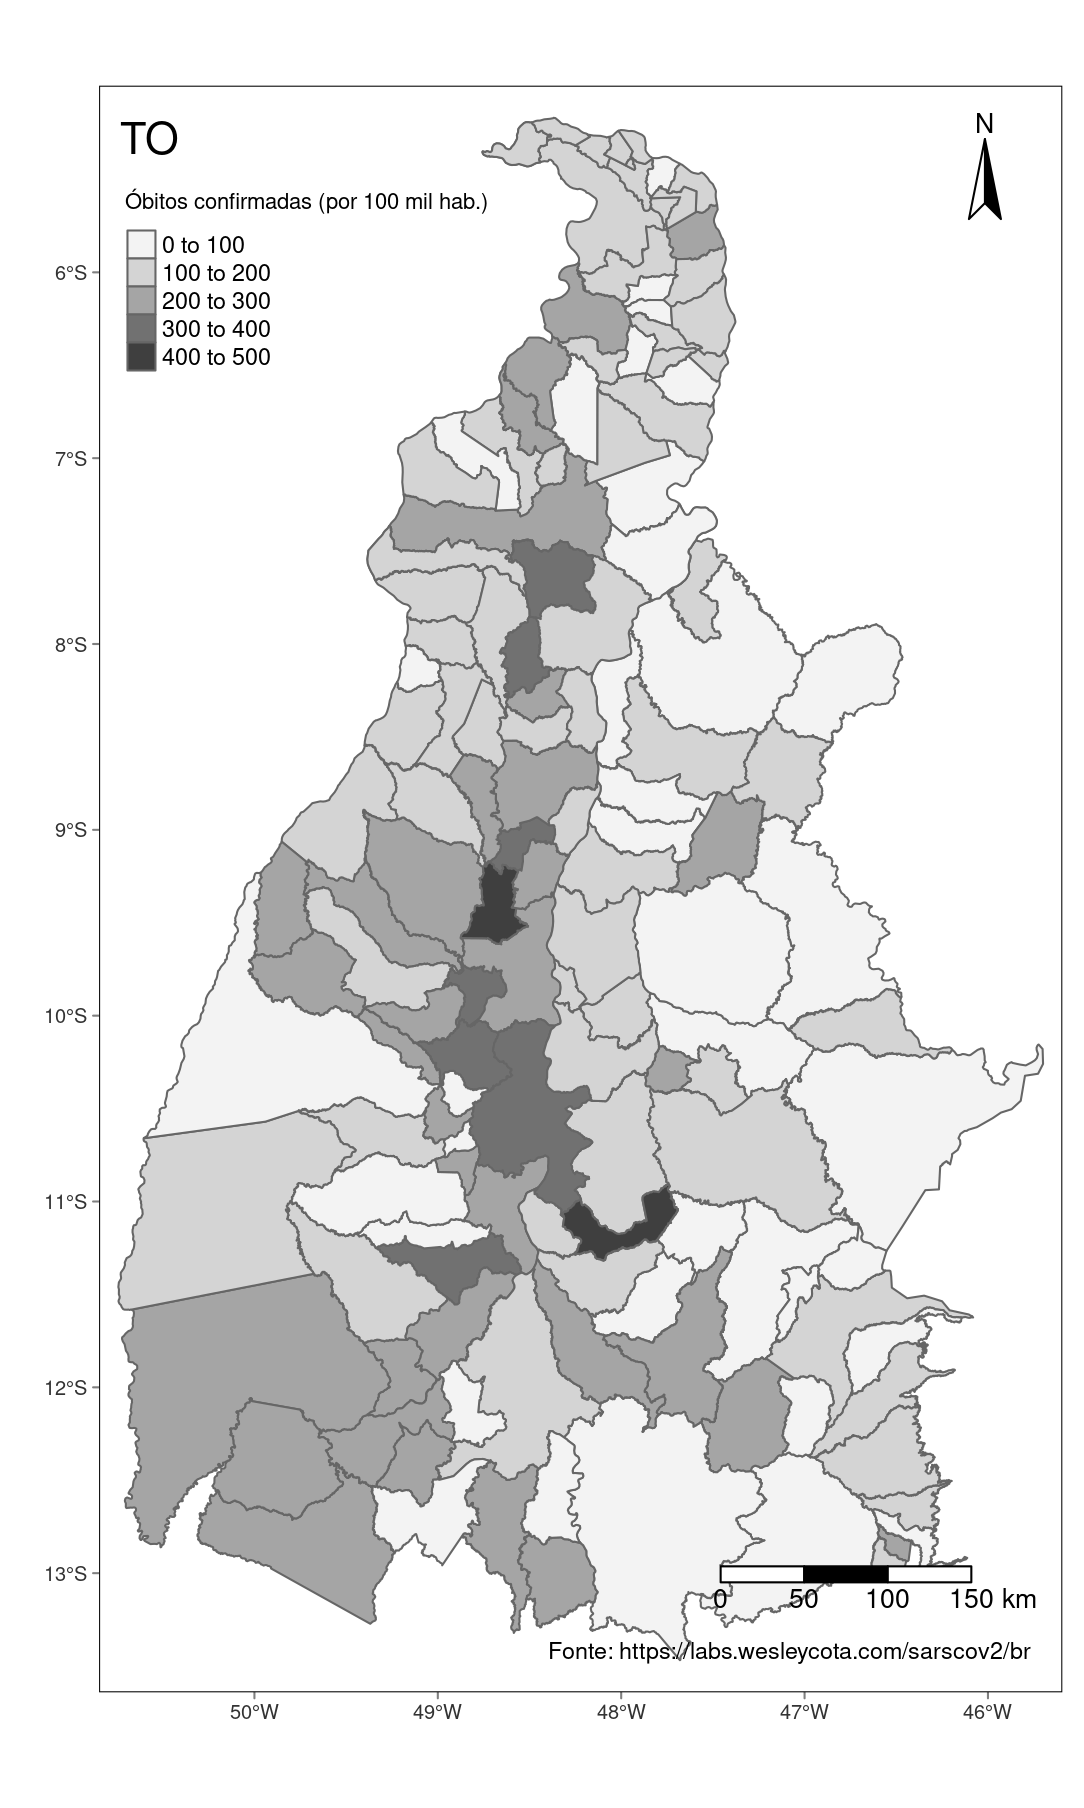 TO
N
Óbitos confirmadas (por 100 mil hab.)
0 to 100
100 to 200
200 to 300
300 to 400
400 to 500
6°S
7°S
8°S
9°S
10°S
11°S
12°S
13°S
0 50 100 150 km
Fonte: https://labs.wesleycota.com/sarscov2/br
50°W 49°W 48°W 47°W 46°W